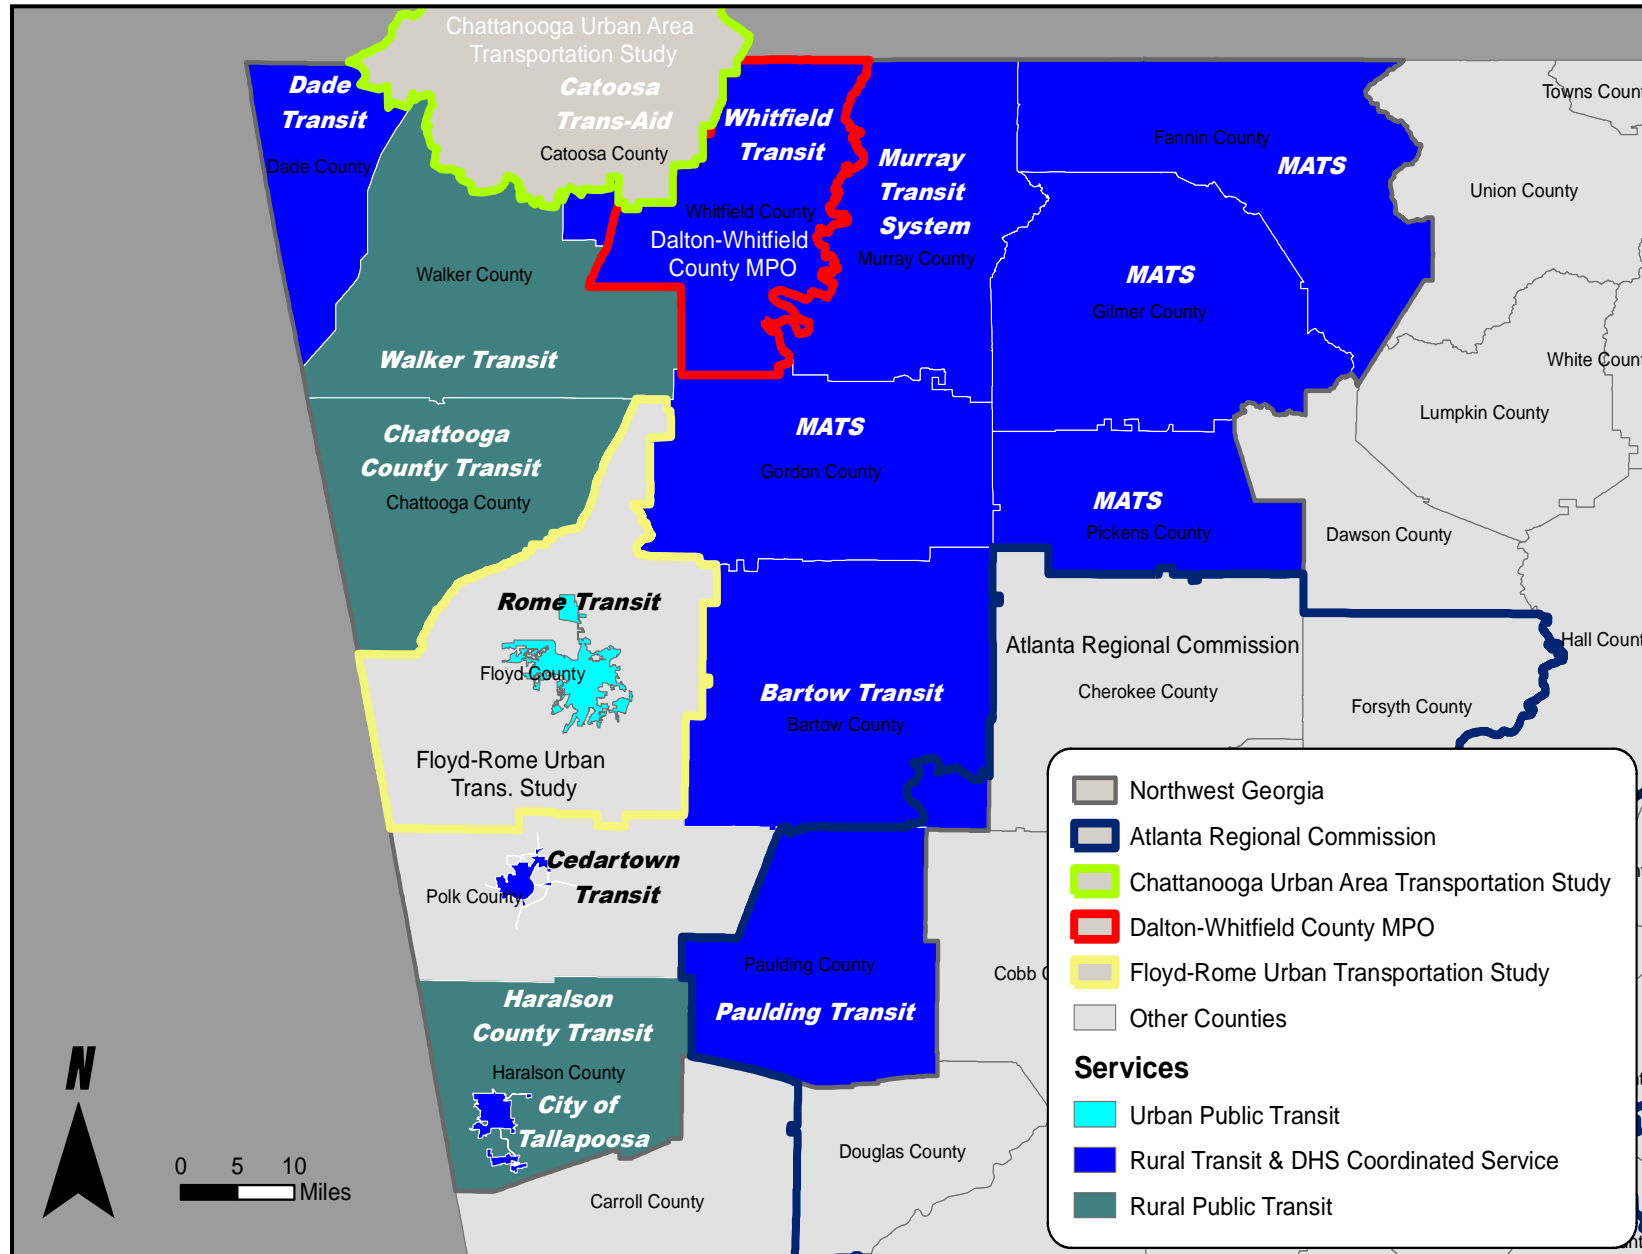 Chattanooga Urban Area
Transportation Study
Catoosa
Trans-Aid
Catoosa County
Dade
Transit
Dade County
Whitfield
Transit
Whitfield County
Dalton-Whitfield
County MPO
Murray
Transit
System
Murray County
Fannin County
MATS
Towns Coun
Union County
MATS
Gilmer County
Walker County
Walker Transit
White Coun
Lumpkin County
MATS
Gordon County
Chattooga
County Transit
Chattooga County
MATS
Pickens County
Dawson County
Rome Transit
Floyd County
Floyd-Rome Urban
Trans. Study
Atlanta Regional Commission
Cherokee County
Hall Count
Forsyth County
Bartow Transit
Bartow County
Cedartown
Transit
Polk County
Paulding County
Paulding Transit
Cobb C
Haralson
County Transit
Haralson County
City of
Tallapoosa
Douglas County
Carroll County
N
0 5 10
Miles
Northwest Georgia
Atlanta Regional Commission
Chattanooga Urban Area Transportation Study
Dalton-Whitfield County MPO
Floyd-Rome Urban Transportation Study
Other Counties
Services
Urban Public Transit
Rural Transit & DHS Coordinated Service
Rural Public Transit